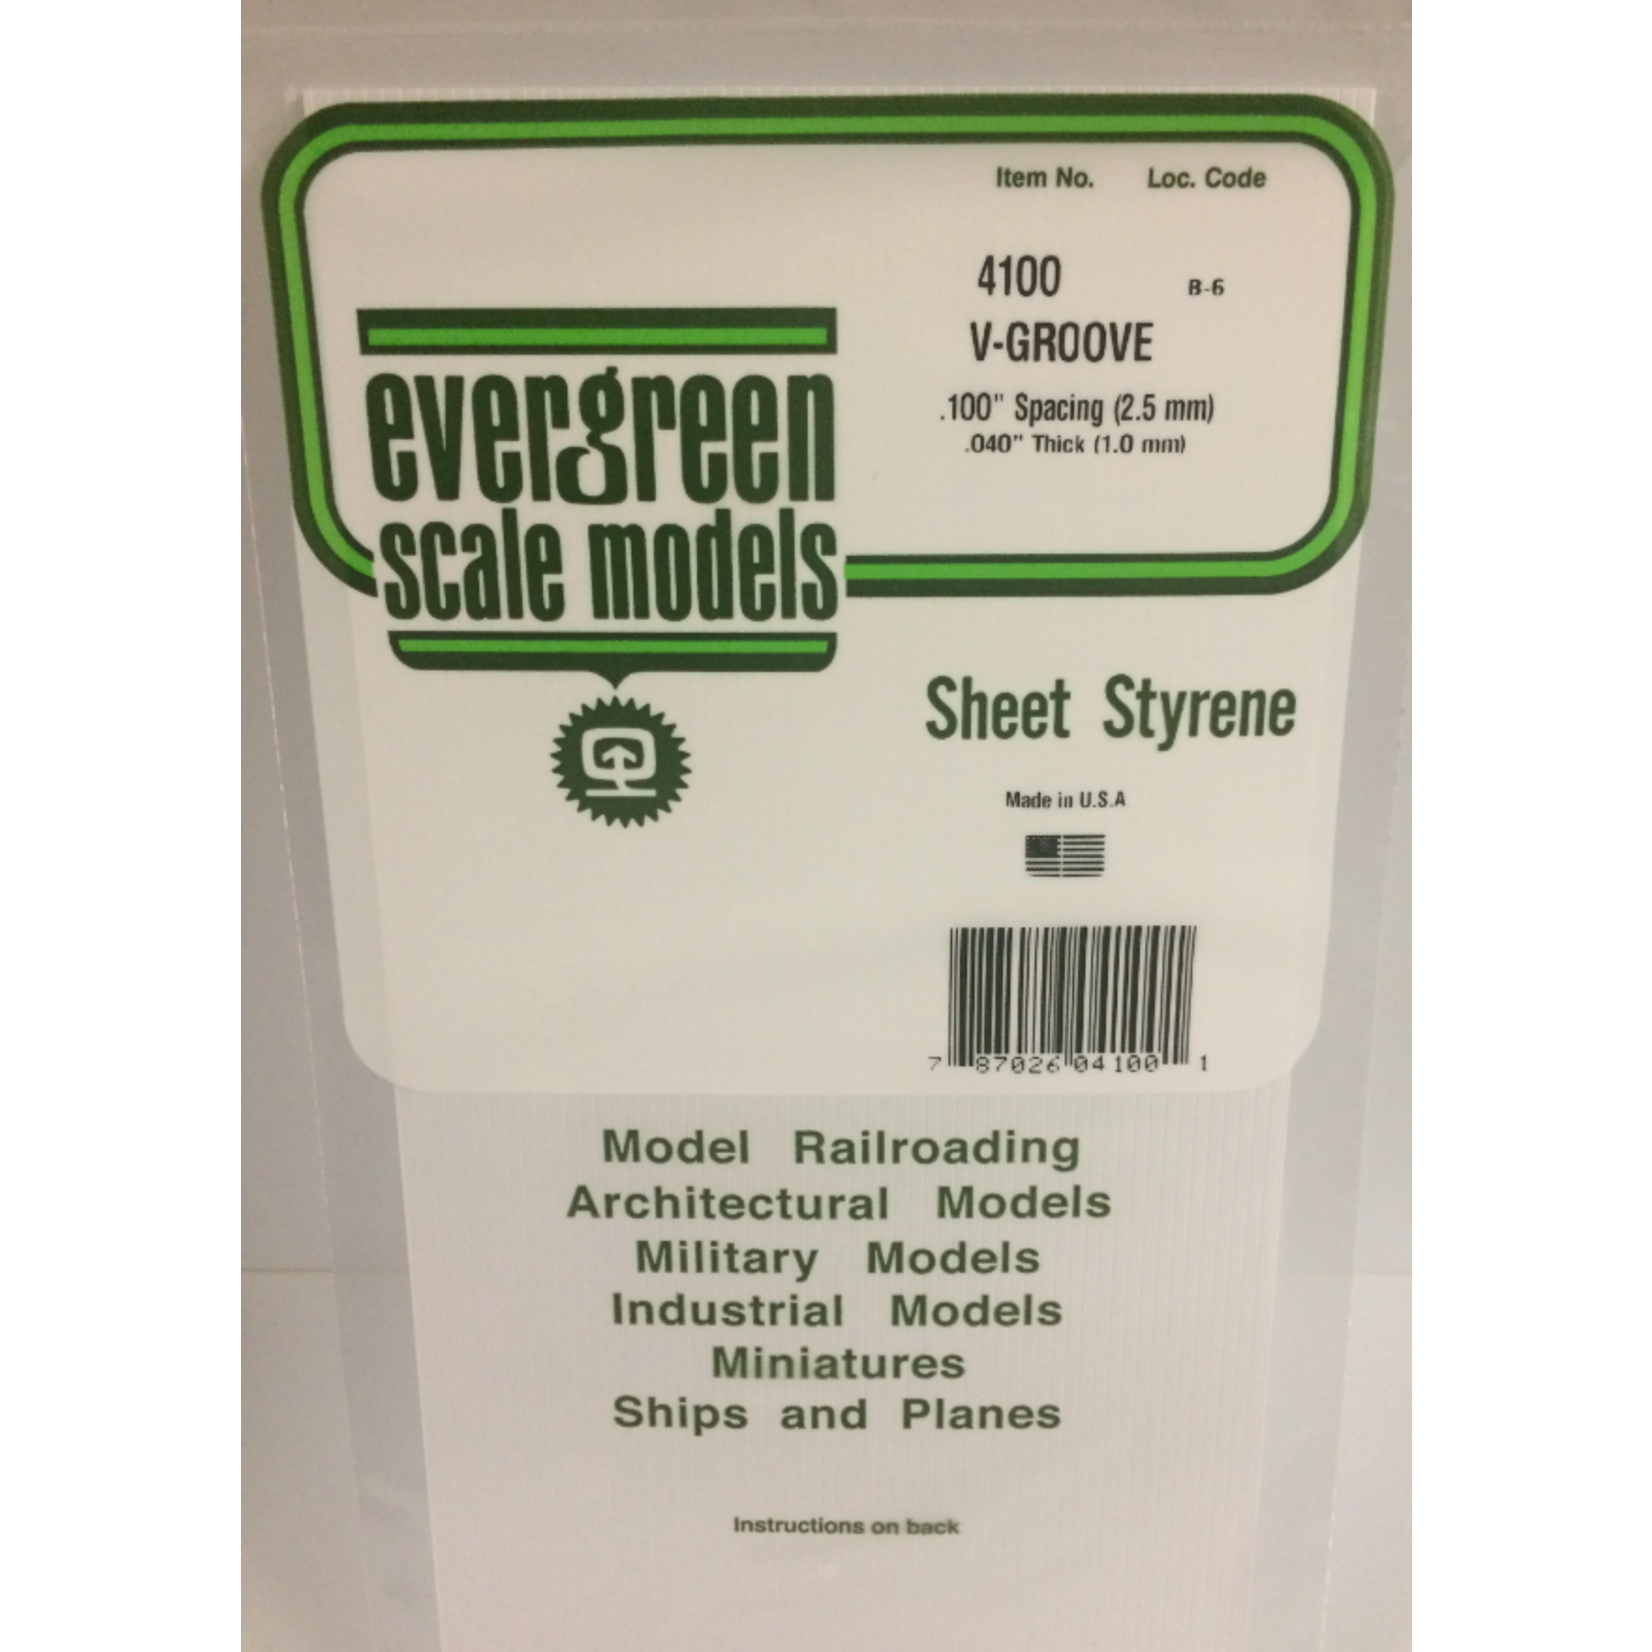 Item No. Loc. Code
4100 B-6
V-GROOVE
.100" Spacing (2.5 mm)
.040" Thick (1.0 mm)
evergreen
scale models
Sheet Styrene
Made in U.S.A
7 87026 04100 1
Model Railroading
Architectural Models
Military Models
Industrial Models
Miniatures
Ships and Planes
Instructions on back